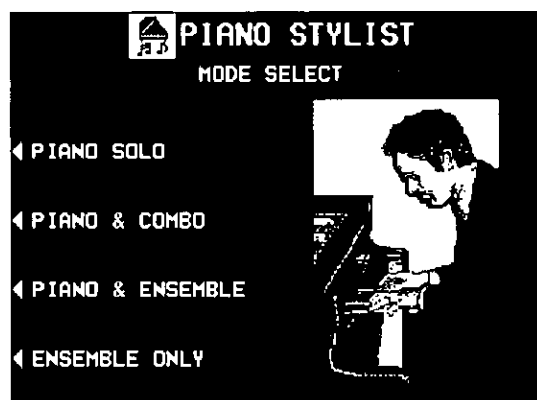 PIANO STYLIST
MODE SELECT
PIANO SOLO
PIANO & COMBO
PIANO & ENSEMBLE
ENSEMBLE ONLY